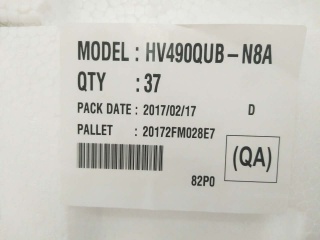 MODEL : HV490QUB – N8A
QTY : 37
PACK DATE : 2017/02/17 D
PALLET : 20172FM028E7
(QA)
82P0